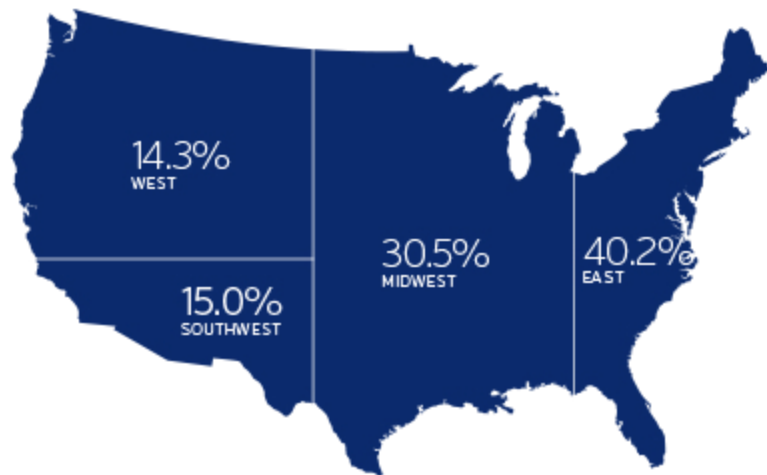 14.3%
WEST
30.5%
MIDWEST
40.2%
EAST
15.0%
SOUTHWEST